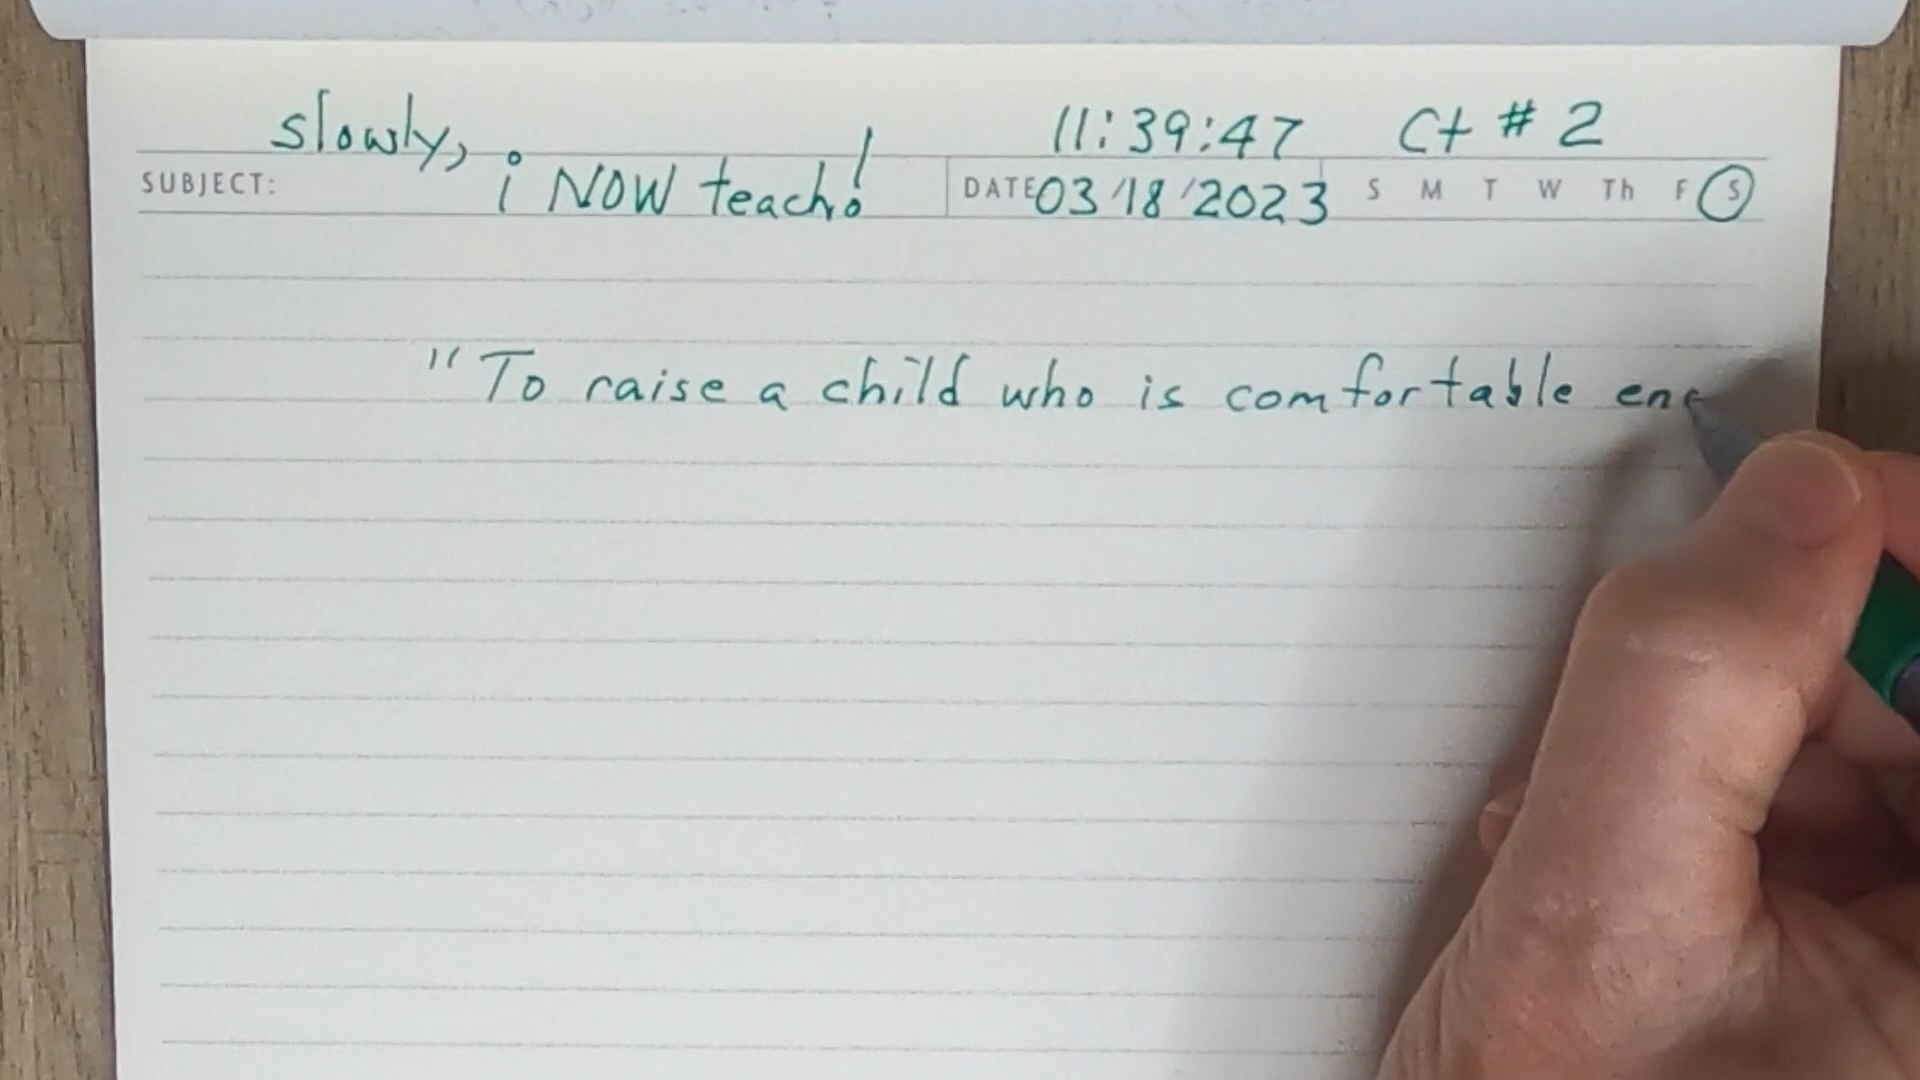 slowly, 11:39:47 Ct # 2
SUBJECT: i NOW teach! DATE 03/18/2023 S M T W Th F S
"To raise a child who is comfortable en